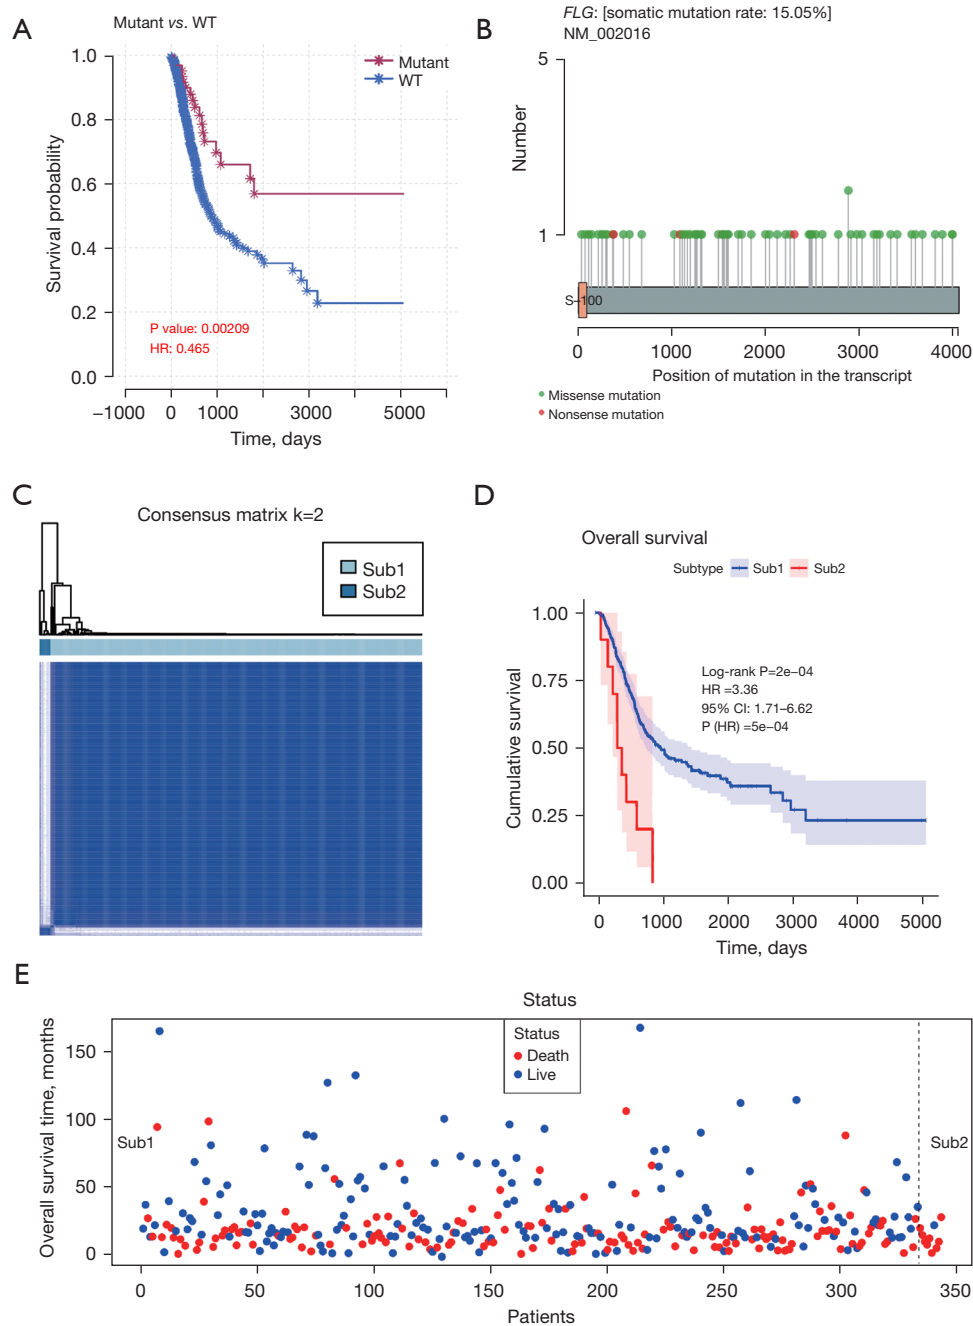 A
Mutant vs. WT
Mutant
WT
Survival probability
1.0
0.8
0.6
0.4
0.2
0.0
P value: 0.00209
HR: 0.465
−1000 0 1000 3000 5000
Time, days
B
FLG: [somatic mutation rate: 15.05%]
NM_002016
Number
5
1
S-100
0 1000 2000 3000 4000
Position of mutation in the transcript
Missense mutation
Nonsense mutation
C
Consensus matrix k=2
Sub1
Sub2
D
Overall survival
Subtype Sub1 Sub2
Cumulative survival
1.00
0.75
0.50
0.25
0.00
Log-rank P=2e−04
HR =3.36
95% CI: 1.71−6.62
P (HR) =5e−04
0 1000 2000 3000 4000 5000
Time, days
E
Status
Overall survival time, months
150
100
50
0
Status
Death
Live
Sub1
Sub2
0 50 100 150 200 250 300 350
Patients